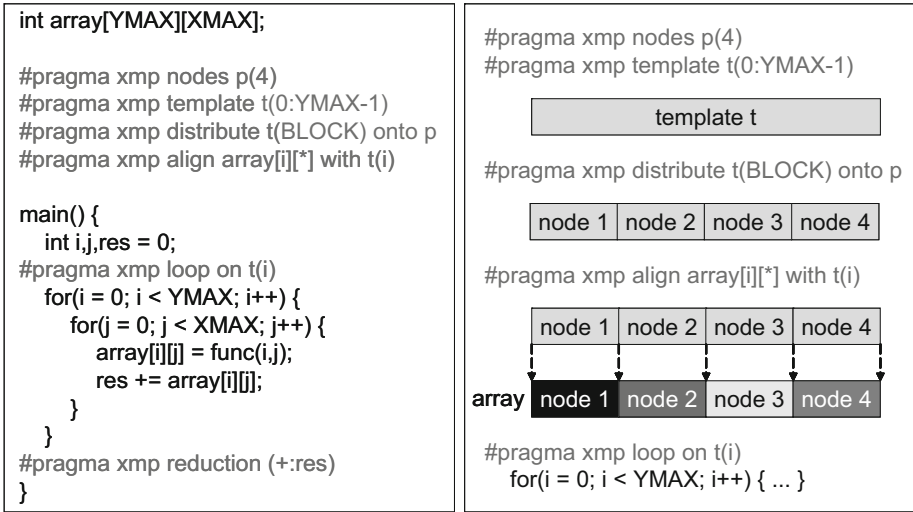 int array[YMAX][XMAX];
#pragma xmp nodes p(4)
#pragma xmp template t(0:YMAX-1)
#pragma xmp distribute t(BLOCK) onto p
#pragma xmp align array[i][*] with t(i)
main() {
int i,j,res = 0;
#pragma xmp loop on t(i)
for(i = 0; i < YMAX; i++) {
for(j = 0; j < XMAX; j++) {
array[i][j] = func(i,j);
res += array[i][j];
}
}
#pragma xmp reduction (+:res)
}
#pragma xmp nodes p(4)
#pragma xmp template t(0:YMAX-1)
template t
#pragma xmp distribute t(BLOCK) onto p
node 1 node 2 node 3 node 4
#pragma xmp align array[i][*] with t(i)
node 1 node 2 node 3 node 4
array node 1 node 2 node 3 node 4
#pragma xmp loop on t(i)
for(i = 0; i < YMAX; i++) { ... }